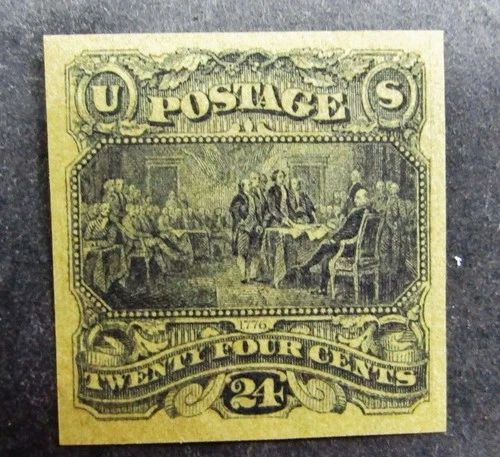 U POSTAGE S
1776
TWENTY FOUR CENTS
24